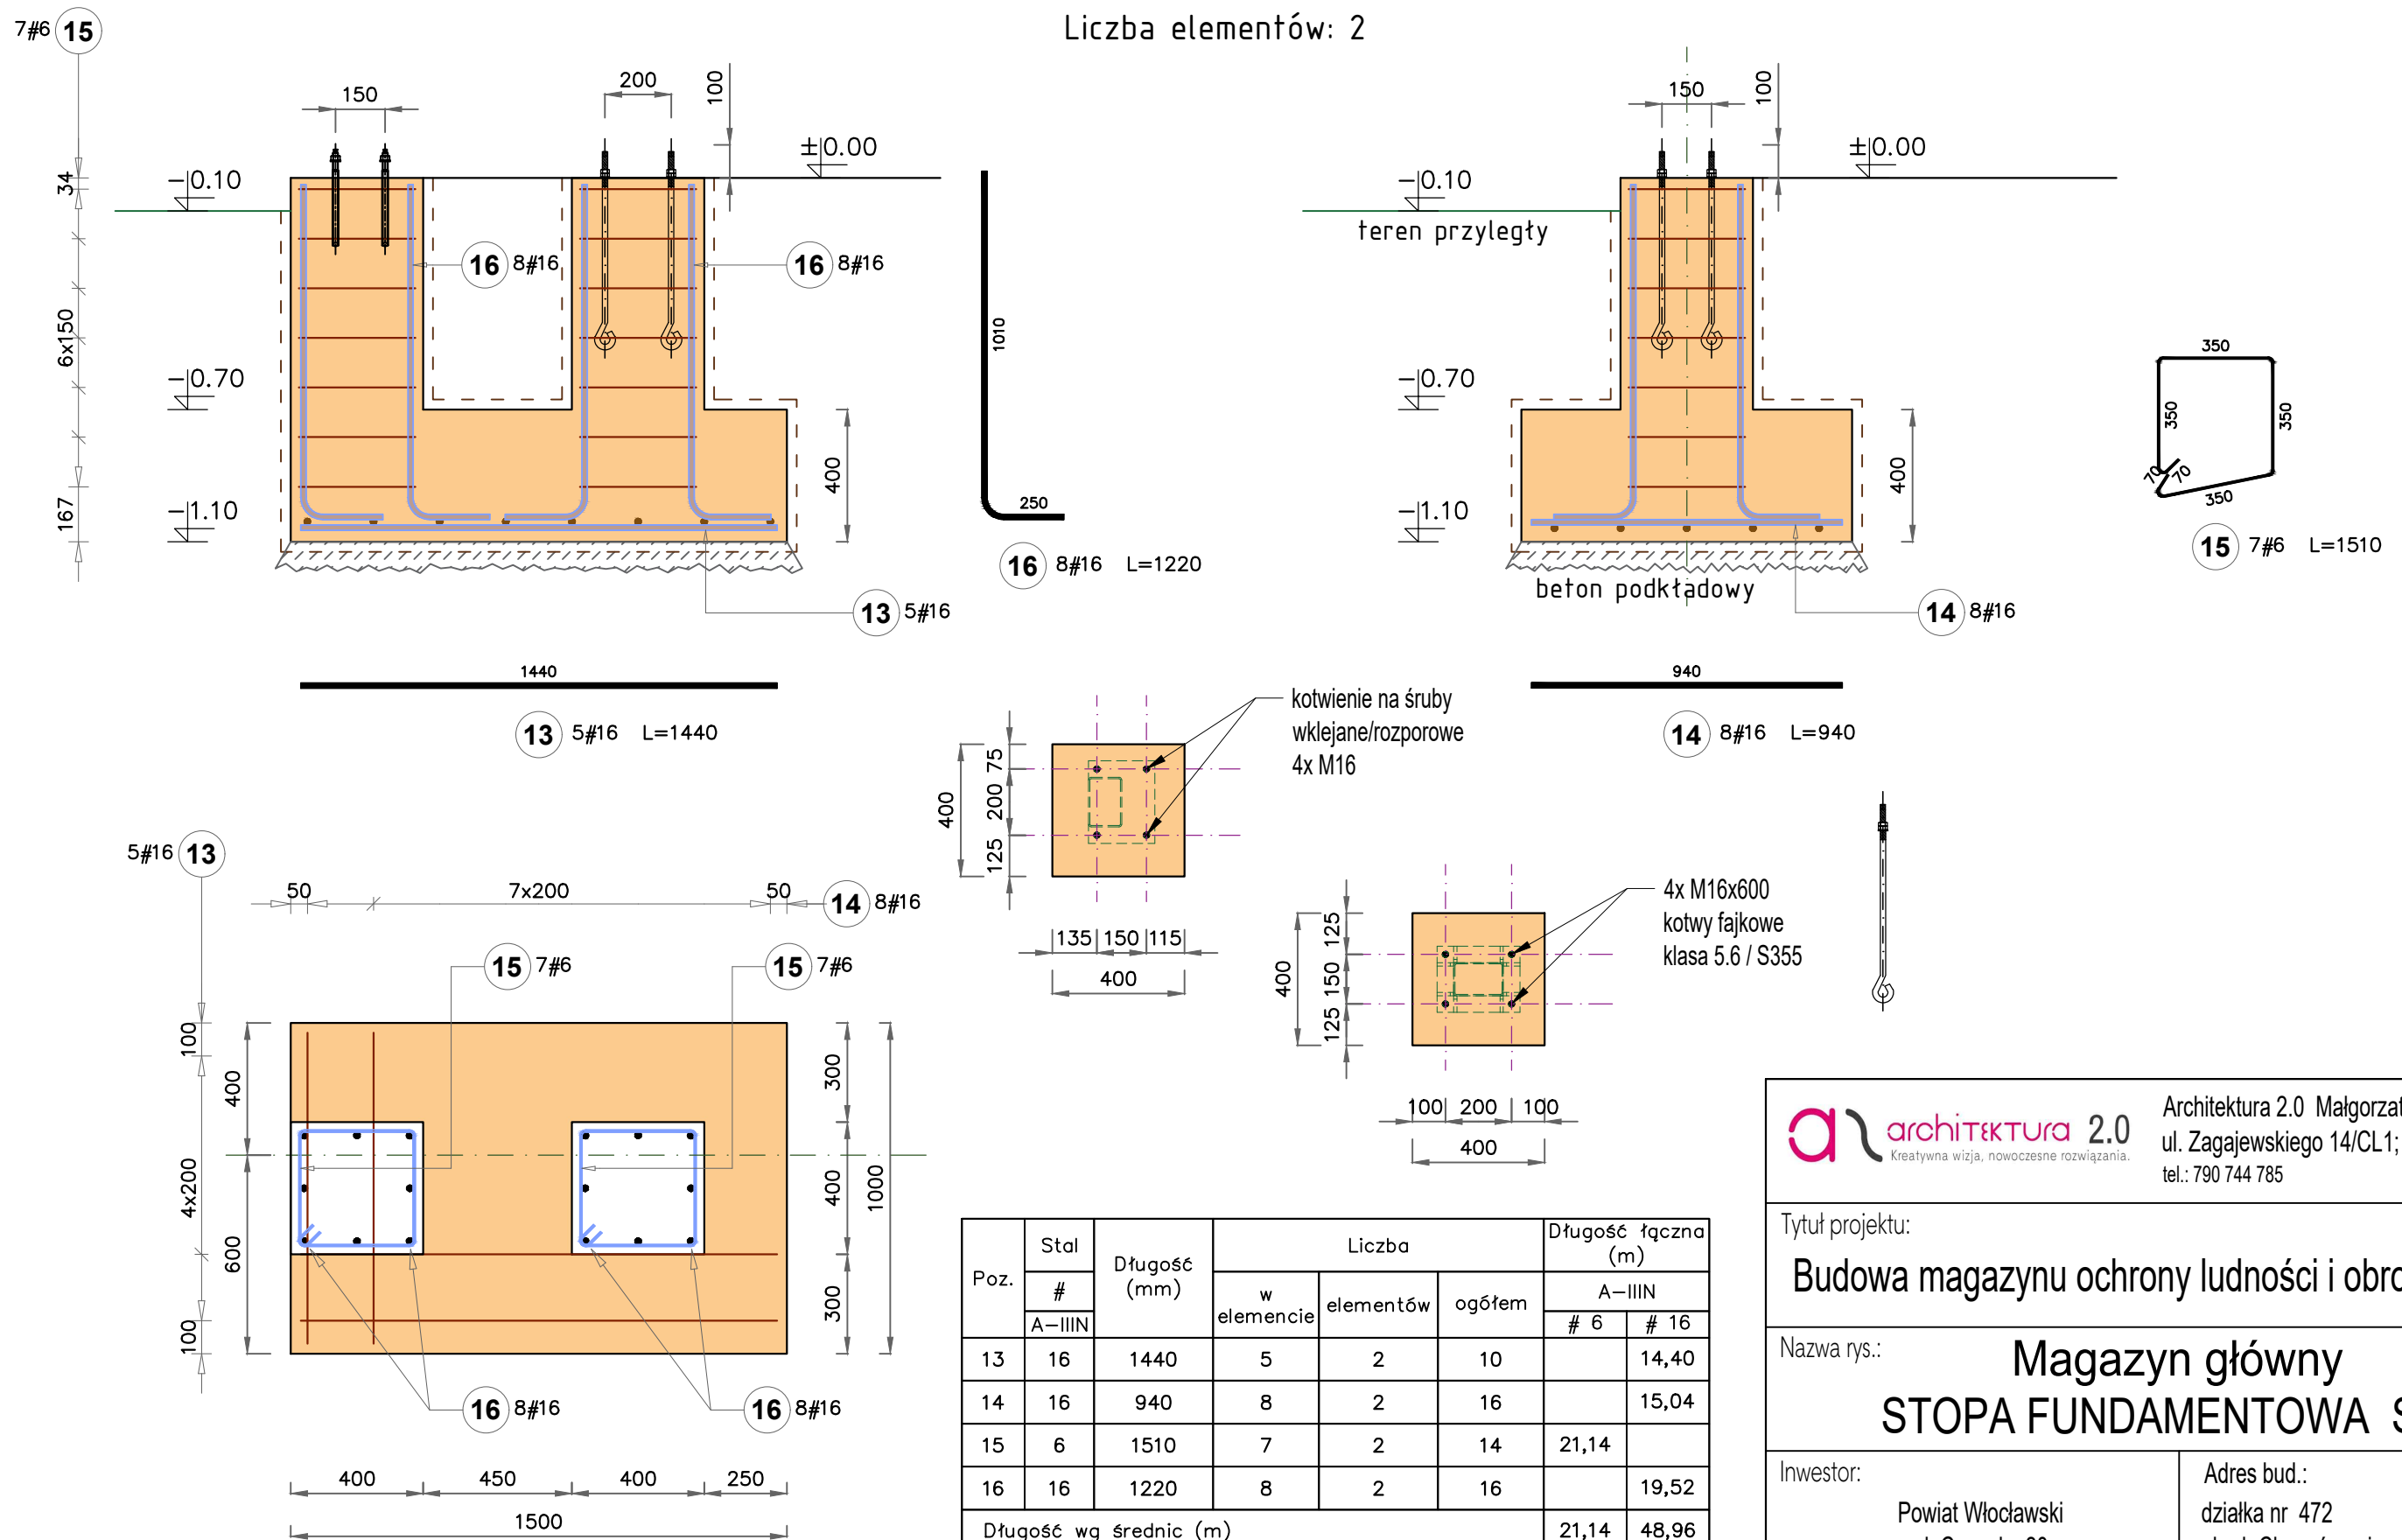 Liczba elementów: 2
7#6 15
150
200
100
±0.00
-0.10
34
6x150
167
-0.70
-1.10
16 8#16
16 8#16
400
13 5#16
1010
250
16 8#16 L=1220
150
100
±0.00
-0.10
teren przyległy
-0.70
-1.10
400
beton podkładowy
14 8#16
350
350
350
350
70
70
15 7#6 L=1510
1440
13 5#16 L=1440
940
14 8#16 L=940
kotwienie na śruby
wklejane/rozporowe
4x M16
75
200
125
400
135 150 115
400
4x M16x600
kotwy fajkowe
klasa 5.6 / S355
125
150
125
400
100 200 100
400
5#16 13
50 7x200 50
14 8#16
15 7#6
15 7#6
100
4x200
100
400
600
300
400
300
1000
16 8#16
16 8#16
400 450 400 250
1500
Poz. Stal Długość (mm) Liczba Długość łączna (m)
# w elemencie elementów ogółem A-IIIN
A-IIIN # 6 # 16
13 16 1440 5 2 10 14,40
14 16 940 8 2 16 15,04
15 6 1510 7 2 14 21,14
16 16 1220 8 2 16 19,52
Długość wg średnic (m) 21,14 48,96
architektura 2.0
Kreatywna wizja, nowoczesne rozwiązania.
Architektura 2.0 Małgorzat
ul. Zagajewskiego 14/CL1;
tel.: 790 744 785
Tytuł projektu:
Budowa magazynu ochrony ludności i obro
Nazwa rys.:
Magazyn główny
STOPA FUNDAMENTOWA S
Inwestor:
Powiat Włocławski
Adres bud.:
działka nr 472